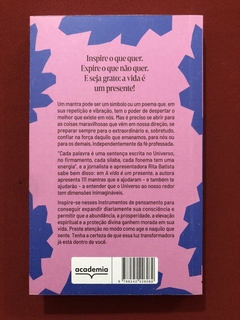 Inspire o que quer.
Expire o que não quer.
E seja grato: a vida é
um presente!
Um mantra pode ser um símbolo ou um poema que, em
sua repetição e vibração, tem o poder de despertar o
melhor que existe em nós. Mas é preciso se abrir para
as coisas maravilhosas que vêm em nossa direção, se
preparar sempre para o extraordinário e, sobretudo,
confiar na força daquilo que emanamos, para nós ou
para os demais, independentemente da fé professada.
"Cada palavra é uma sentença escrita no Universo,
no firmamento, cada sílaba, cada fonema tem uma
energia", e a jornalista e apresentadora Rita Batista
sabe bem disso: em A vida é um presente, a autora
apresenta 111 mantras que a ajudaram – e também te
ajudarão – a entender que o Universo ao nosso redor
tem dimensões inimagináveis.
Inspire-se nesses instrumentos de pensamento para
conseguir expandir diariamente sua consciência e
permitir que a abundância, a prosperidade, a elevação
espiritual e a proteção divina ganhem morada em sua
vida. Preste atenção no modo como age e naquilo que
sente. Tenha a certeza de que essa luz transformadora
já está dentro de você.
academia